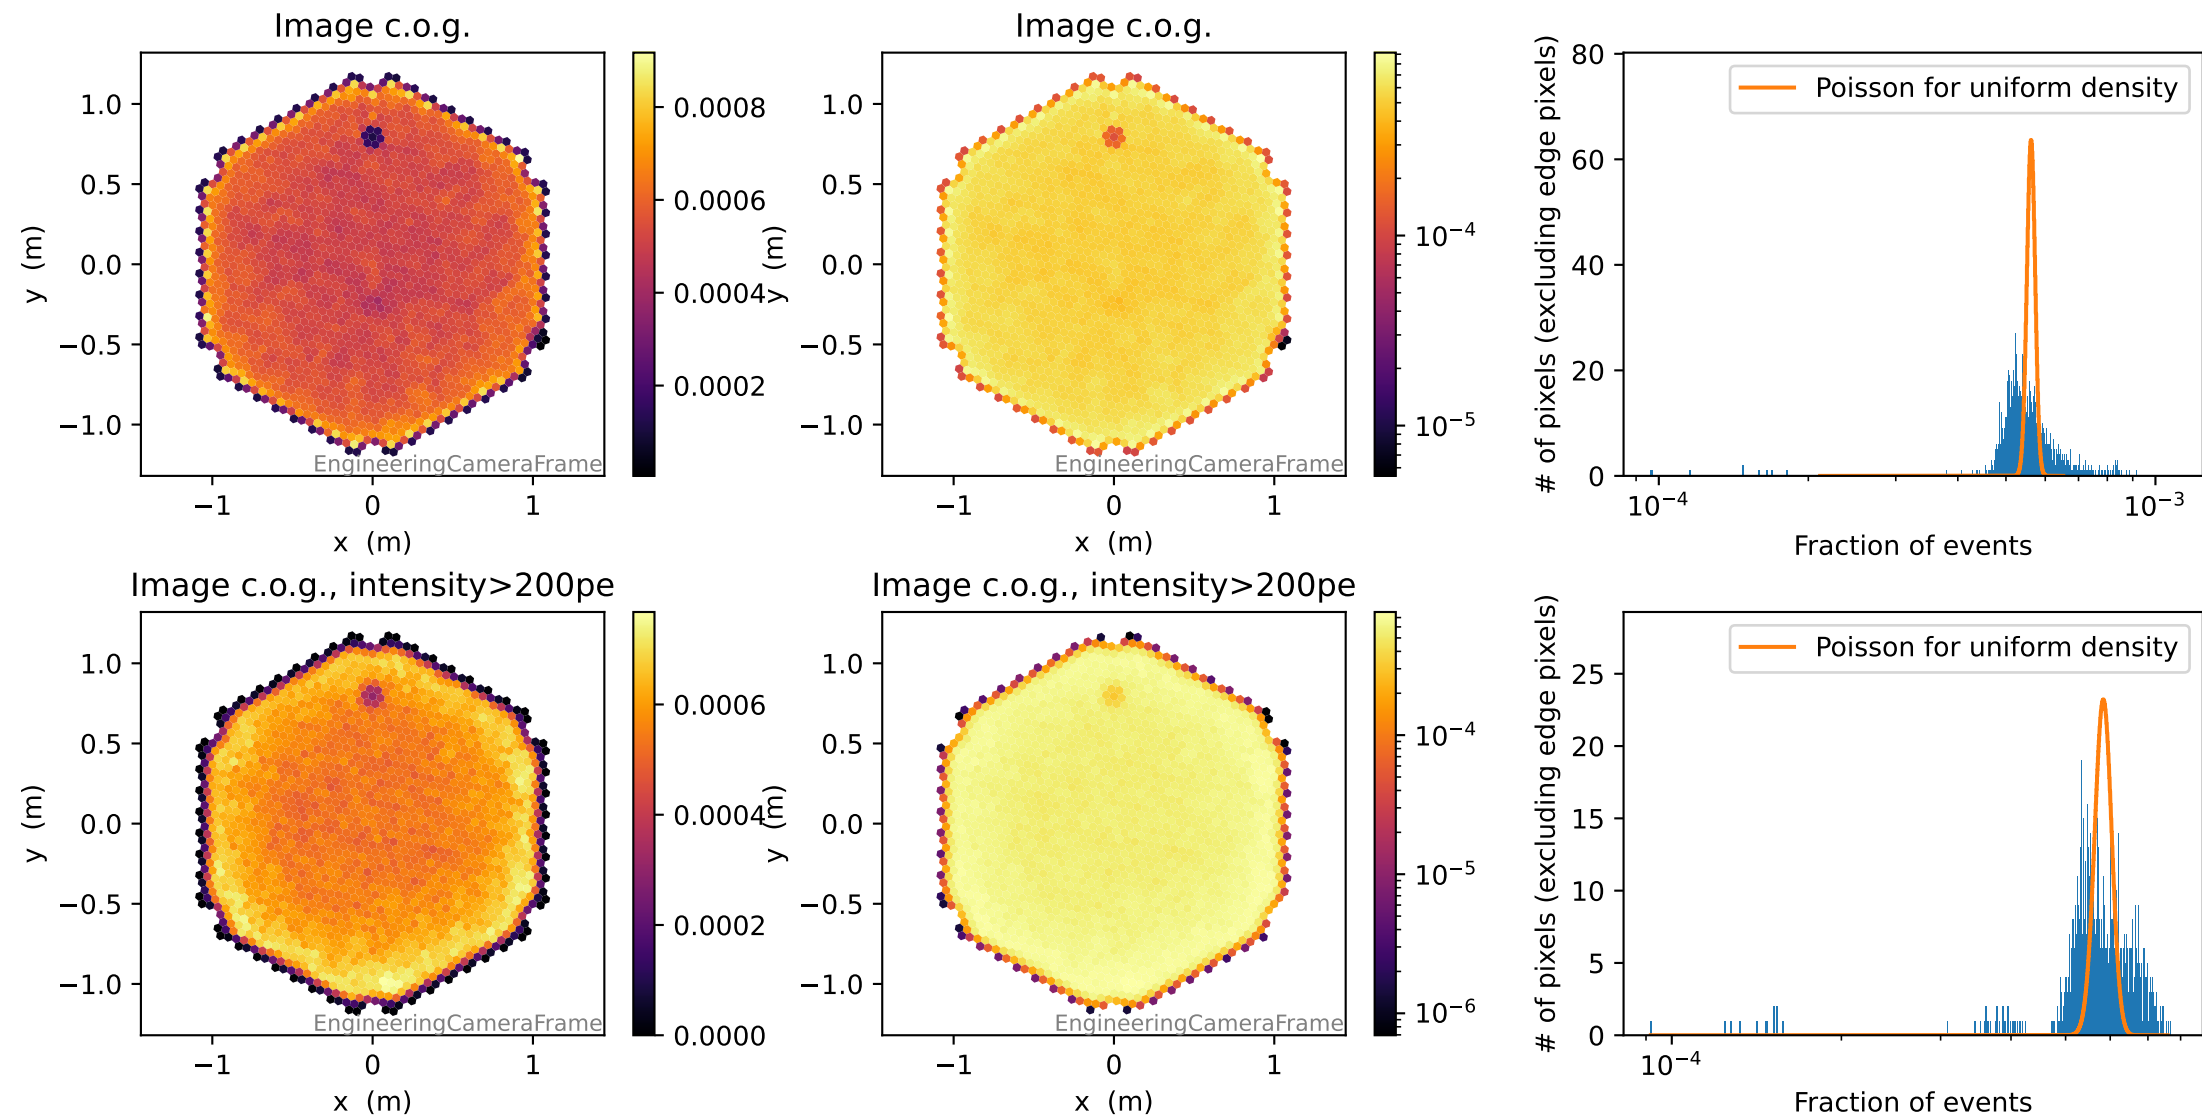 Image c.o.g.
1.0
0.5
0.0
−0.5
−1.0
y (m)
−1
0
1
x (m)
EngineeringCameraFrame
0.0008
0.0006
0.0004
0.0002
Image c.o.g.
1.0
0.5
0.0
−0.5
−1.0
y (m)
−1
0
1
x (m)
EngineeringCameraFrame
10⁻⁴
10⁻⁵
80
60
40
20
0
# of pixels (excluding edge pixels)
Poisson for uniform density
10⁻⁴
10⁻³
Fraction of events
Image c.o.g., intensity>200pe
1.0
0.5
0.0
−0.5
−1.0
y (m)
−1
0
1
x (m)
EngineeringCameraFrame
0.0006
0.0004
0.0002
0.0000
Image c.o.g., intensity>200pe
1.0
0.5
0.0
−0.5
−1.0
y (m)
−1
0
1
x (m)
EngineeringCameraFrame
10⁻⁴
10⁻⁵
10⁻⁶
25
20
15
10
5
0
# of pixels (excluding edge pixels)
Poisson for uniform density
10⁻⁴
Fraction of events